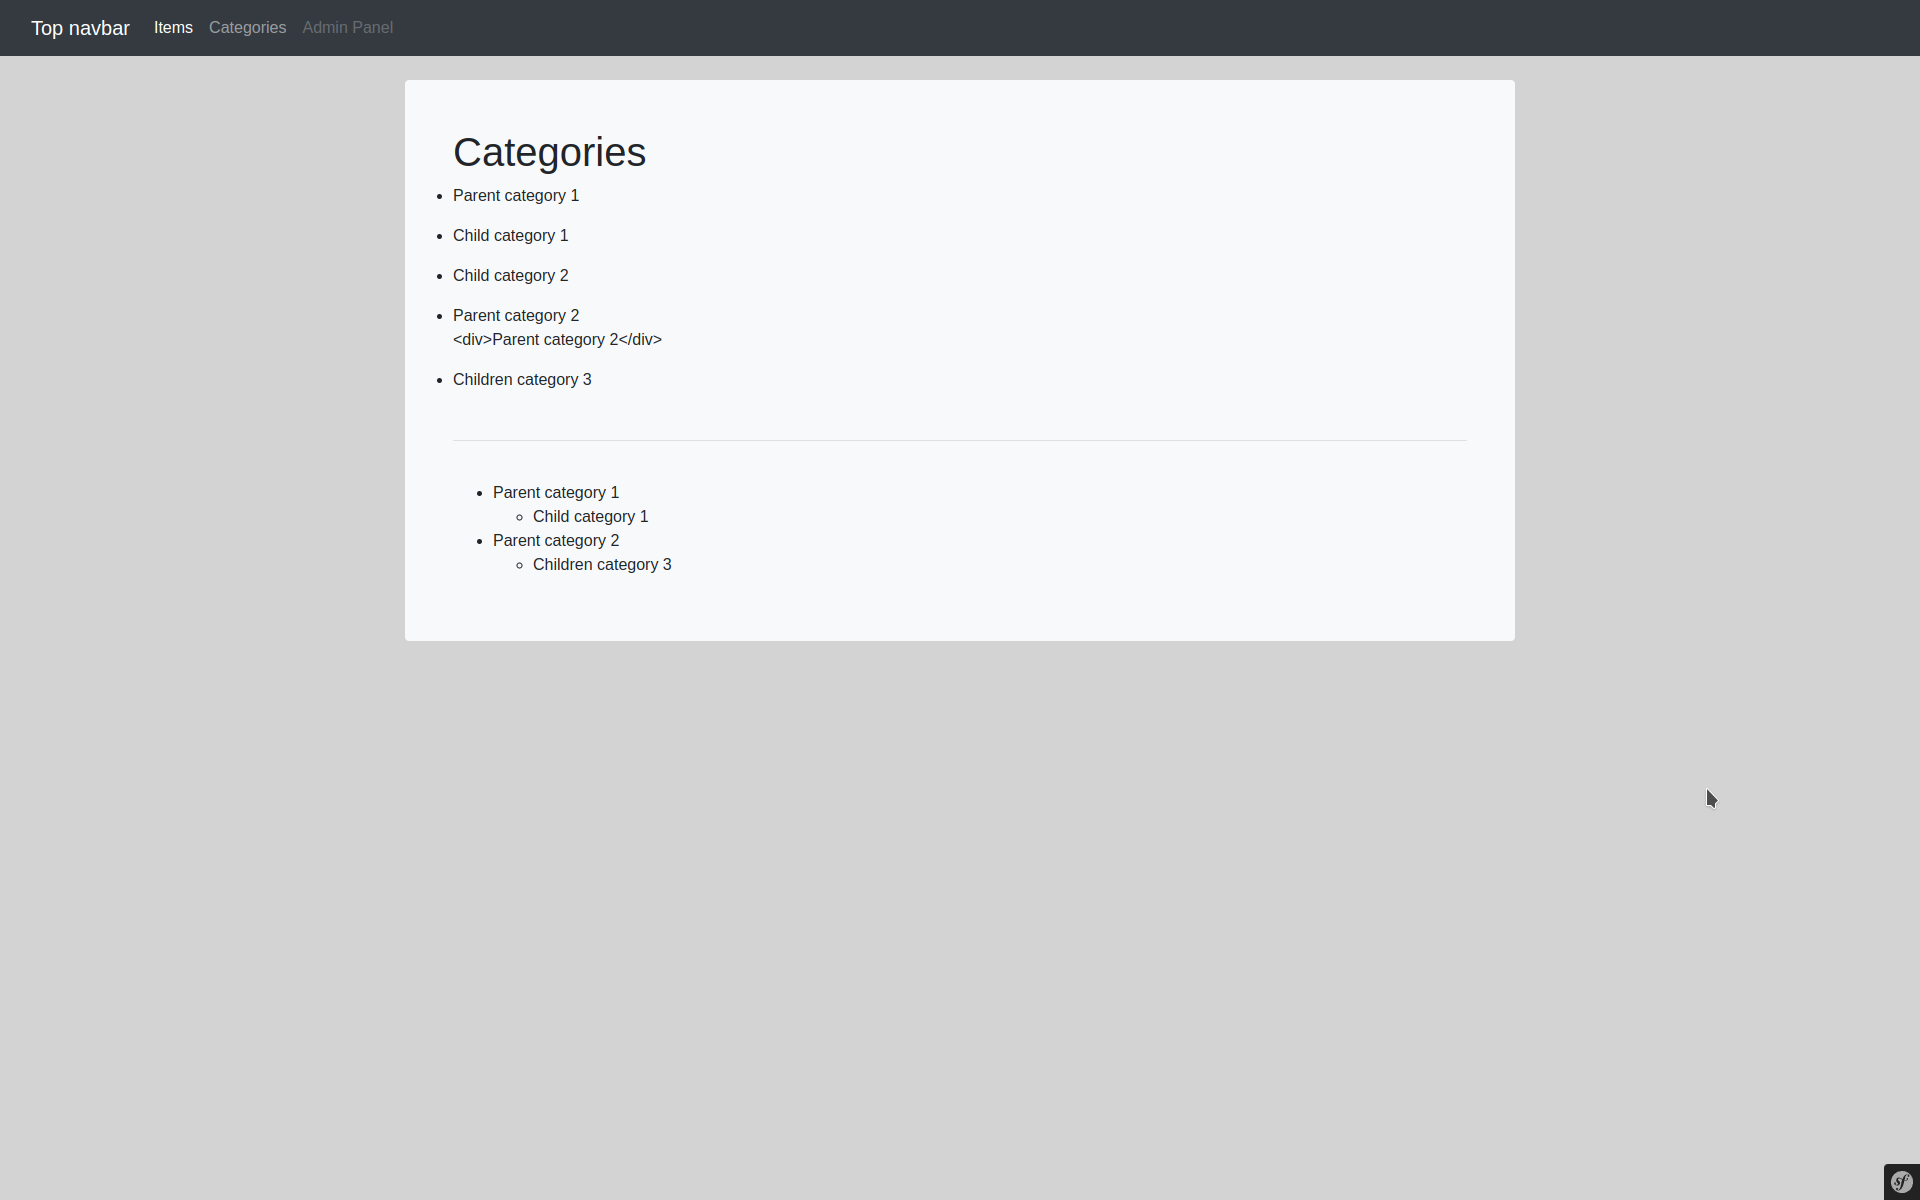 Top navbar Items Categories Admin Panel
Categories
Parent category 1
Child category 1
Child category 2
Parent category 2
<div>Parent category 2</div>
Children category 3
Parent category 1
Child category 1
Parent category 2
Children category 3
sf